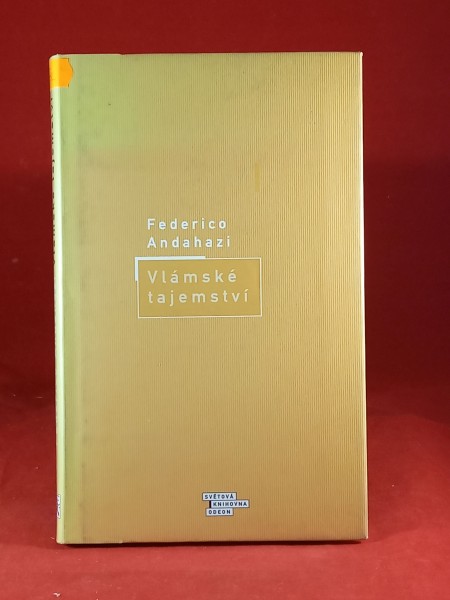 Federico
Andahazi
Vlámské
tajemství
SVĚTOVÁ
KNIHOVNA
ODEON